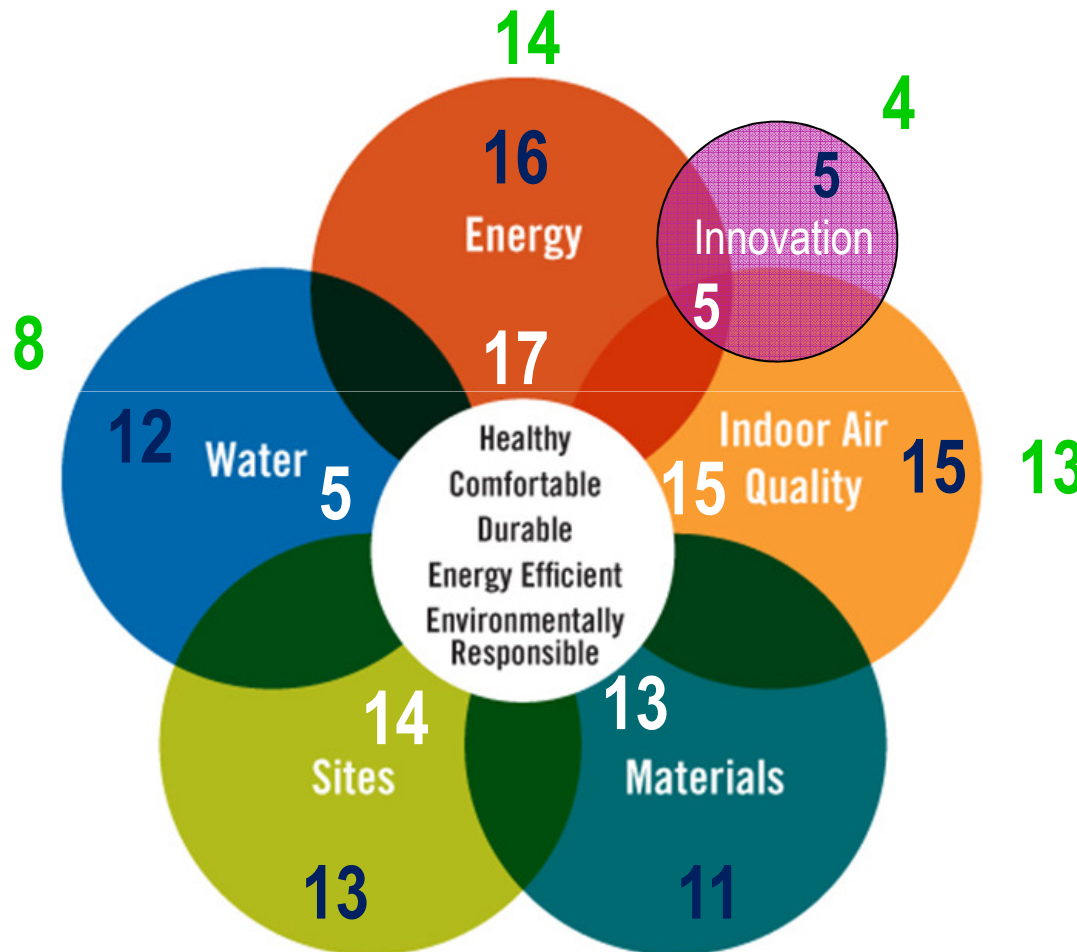 14
4
16
5
Energy
Innovation
5
8
17
12
Water
5
Healthy
Comfortable
Durable
Energy Efficient
Environmentally
Responsible
Indoor Air
Quality
15
15
13
14
13
Sites
Materials
13
11